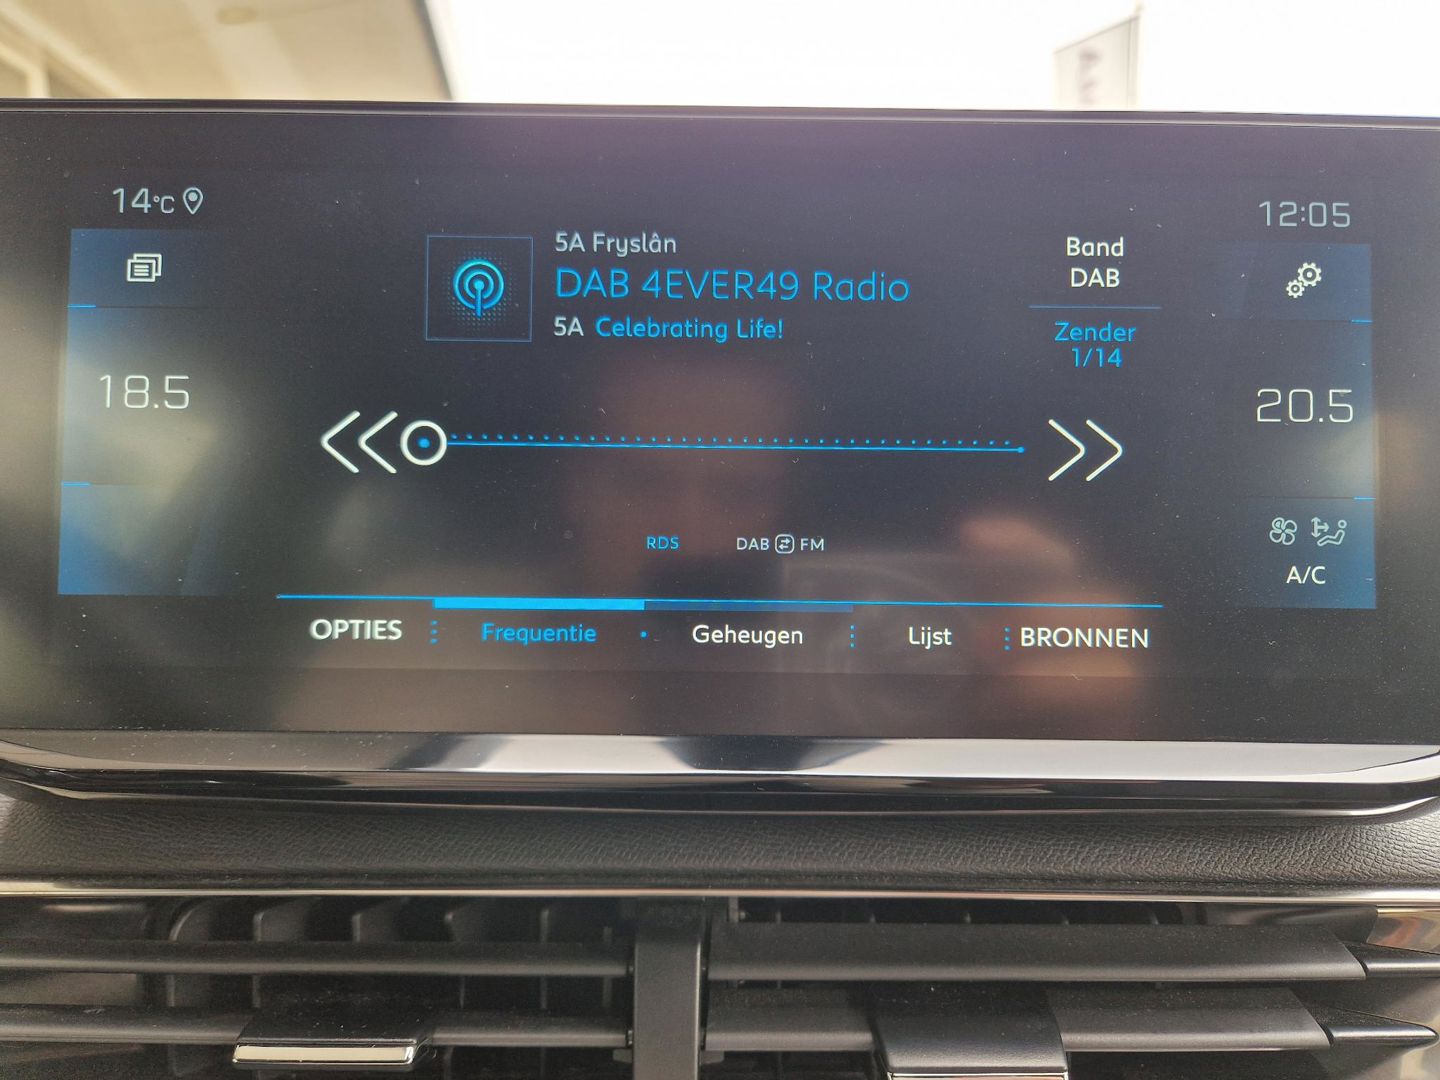 14°C
12:05
5A Fryslân
DAB 4EVER49 Radio
5A Celebrating Life!
Band
DAB
Zender
1/14
18.5
20.5
RDS
DAB FM
A/C
OPTIES
Frequentie
Geheugen
Lijst
BRONNEN